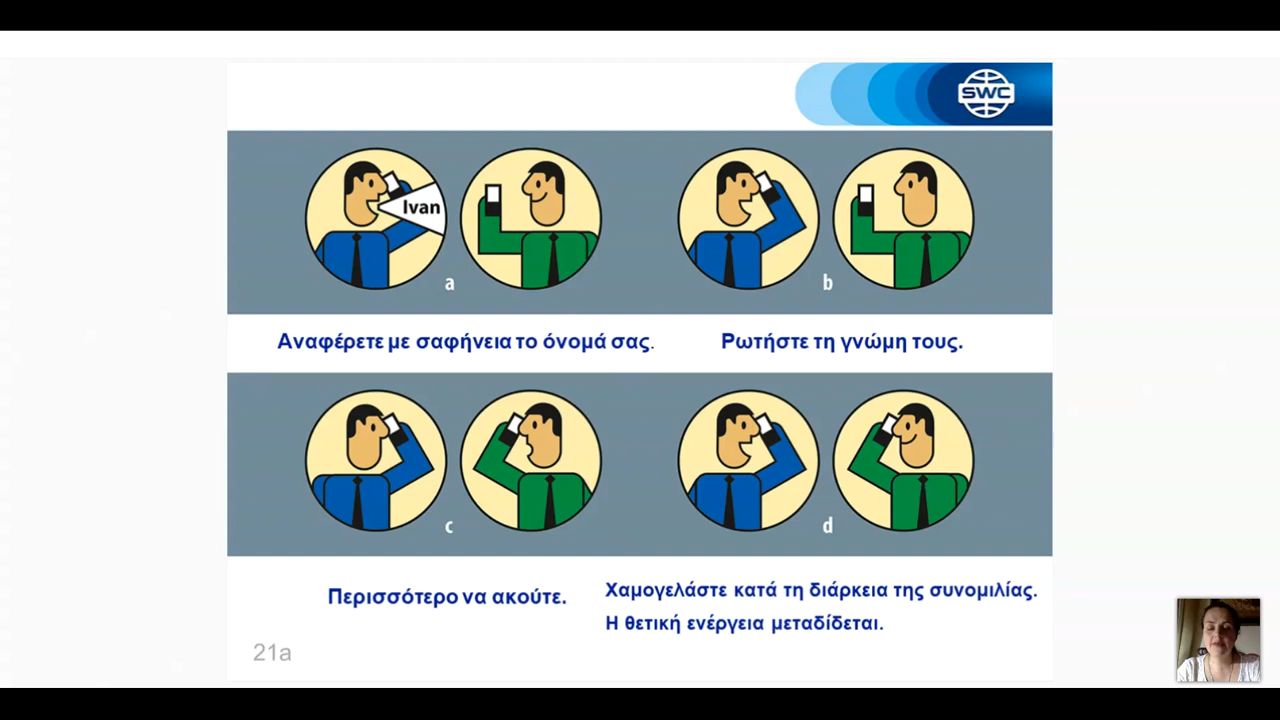 SWC
Ivan
a
b
Αναφέρετε με σαφήνεια το όνομά σας.
Ρωτήστε τη γνώμη τους.
c
d
Περισσότερο να ακούτε.
Χαμογελάστε κατά τη διάρκεια της συνομιλίας.
Η θετική ενέργεια μεταδίδεται.
21a